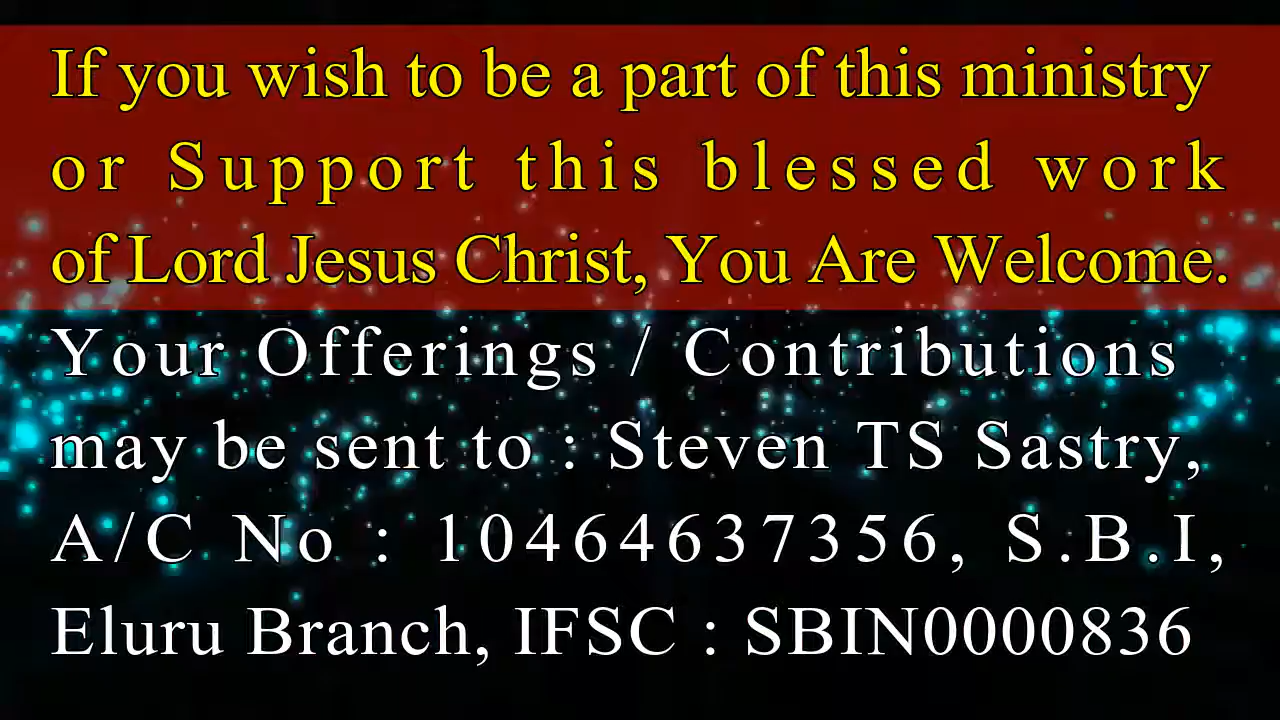 If you wish to be a part of this ministry
or Support this blessed work
of Lord Jesus Christ, You Are Welcome.
Your Offerings / Contributions
may be sent to : Steven TS Sastry,
A/C No : 10464637356, S.B.I,
Eluru Branch, IFSC : SBIN0000836